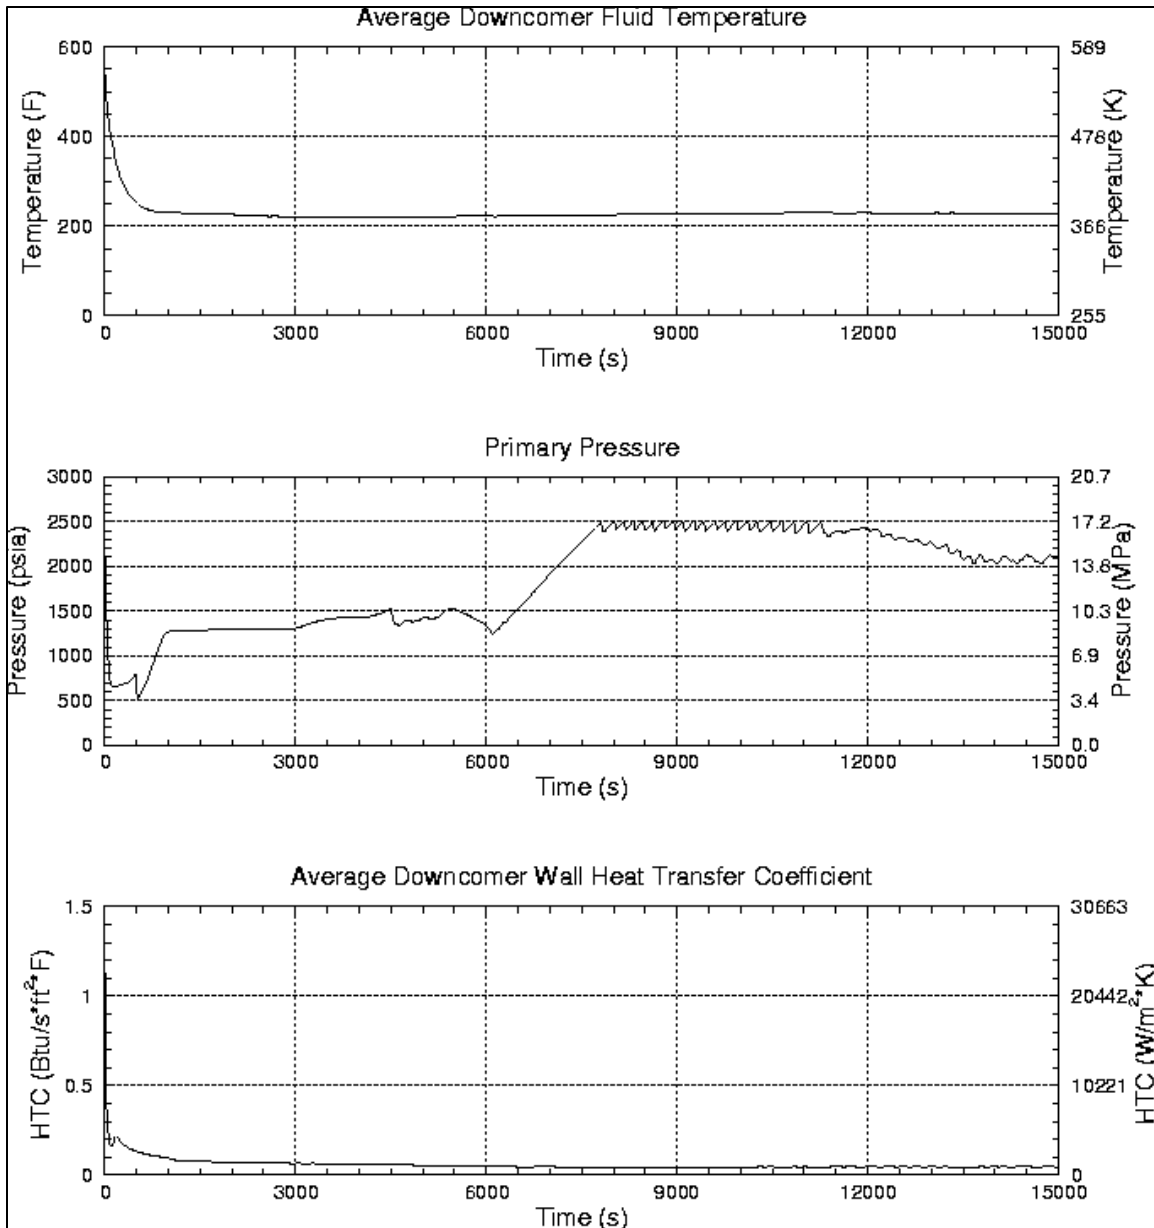 Average Downcomer Fluid Temperature
600 589
400 478
200 366
0 255
Temperature (F)
Temperature (K)
0 3000 6000 9000 12000 15000
Time (s)
Primary Pressure
3000 20.7
2500 17.2
2000 13.8
1500 10.3
1000 6.9
500 3.4
0 0.0
Pressure (psia)
Pressure (MPa)
0 3000 6000 9000 12000 15000
Time (s)
Average Downcomer Wall Heat Transfer Coefficient
1.5 30663
1 20442
0.5 10221
0 0
HTC (Btu/s*ft²*F)
HTC (W/m²*K)
0 3000 6000 9000 12000 15000
Time (s)